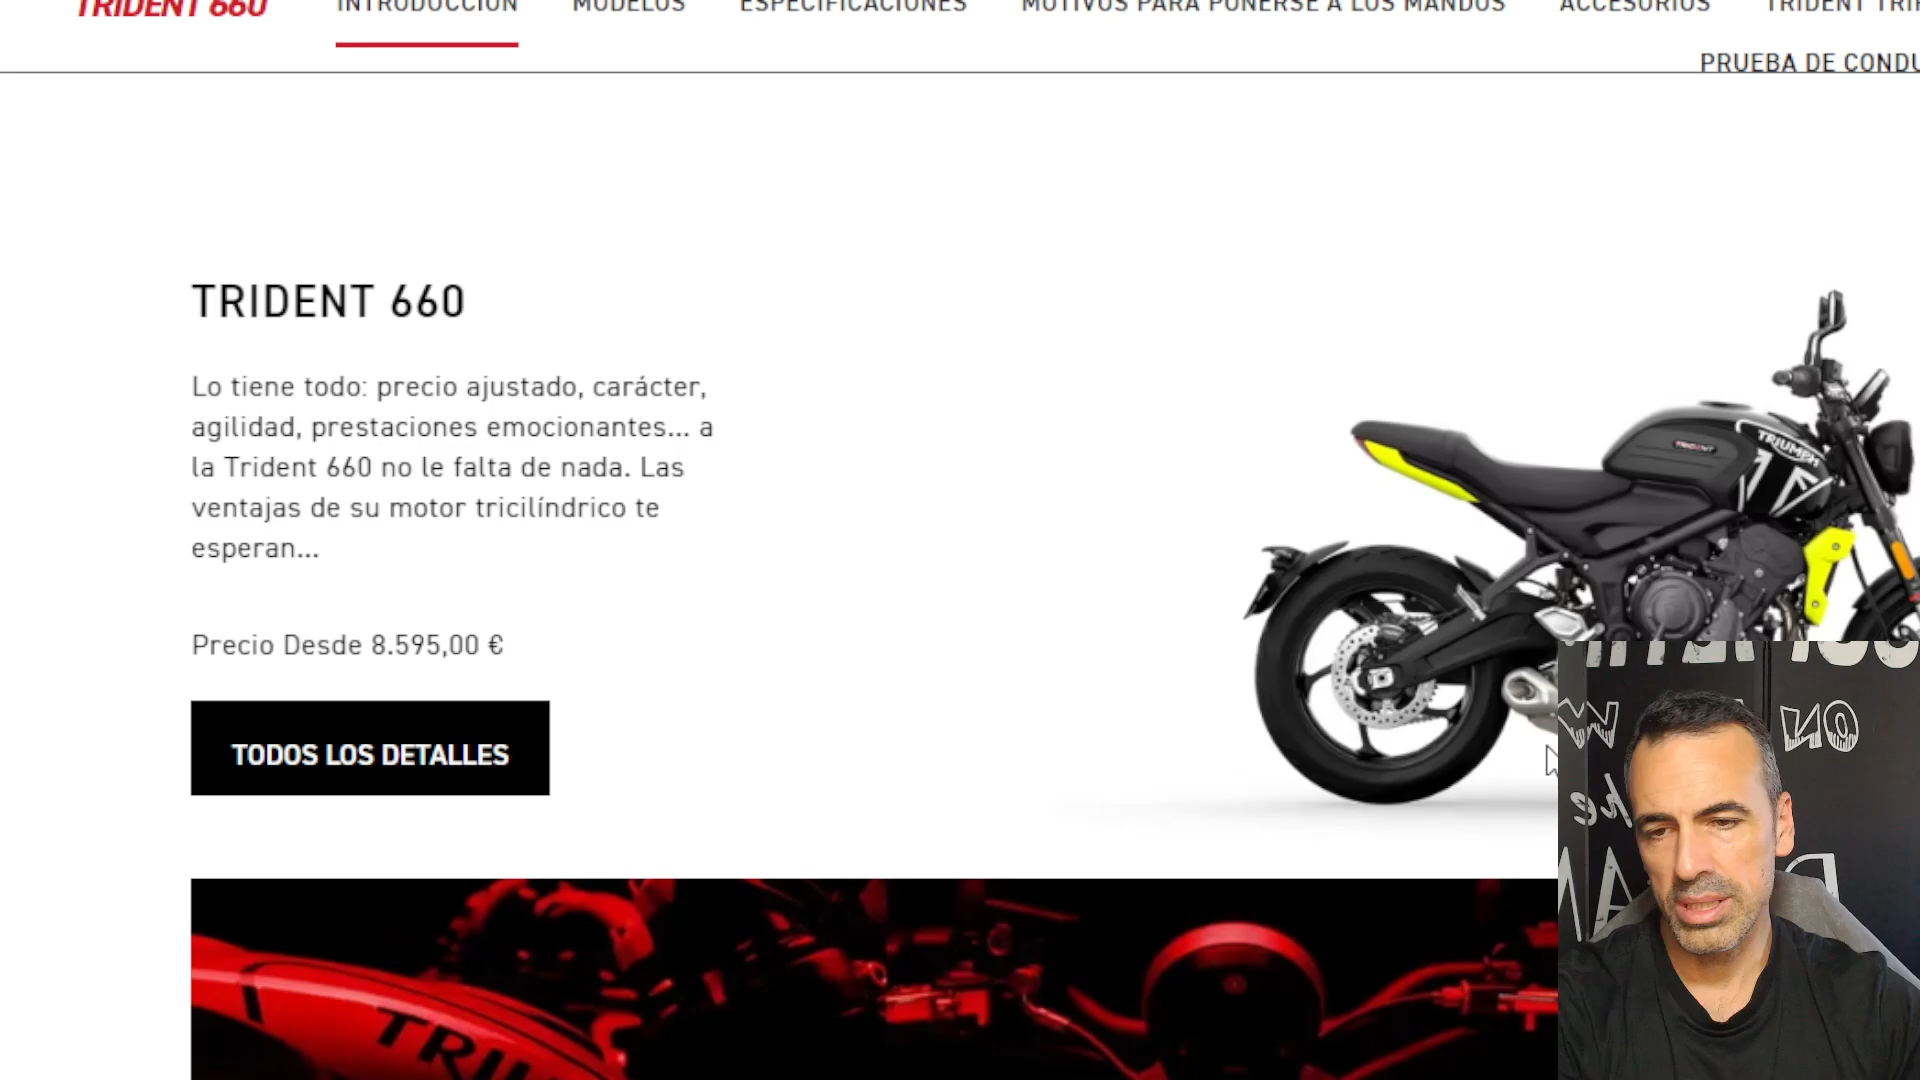 TRIDENT 660
INTRODUCCIÓN MODELOS ESPECIFICACIONES MOTIVOS PARA PONERSE A LOS MANDOS ACCESORIOS TRIDENT
PRUEBA DE
TRIDENT 660
Lo tiene todo: precio ajustado, carácter,
agilidad, prestaciones emocionantes... a
la Trident 660 no le falta de nada. Las
ventajas de su motor tricilíndrico te
esperan...
Precio Desde 8.595,00 €
TODOS LOS DETALLES
TRIUMPH
TRIDENT